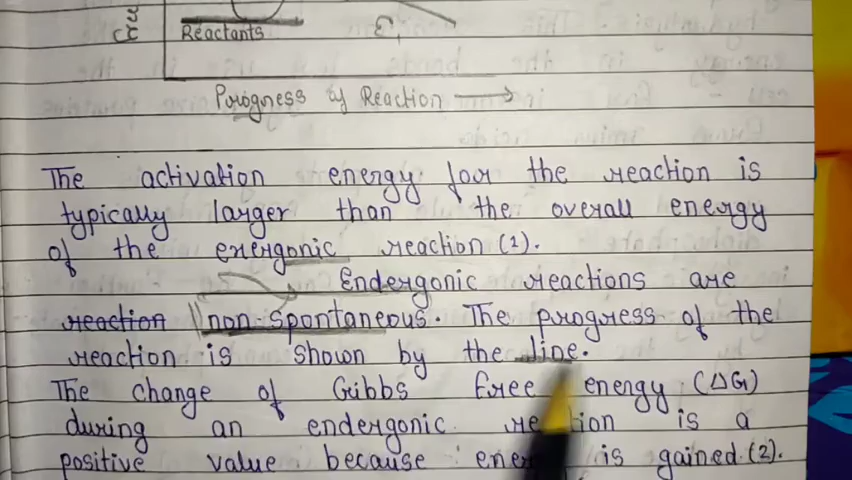 Reactants
Progress of Reaction
The activation energy for the reaction is
typically larger than the overall energy
of the exergonic reaction (1).
Endergonic reactions are
reaction non spontaneous. The progress of the
reaction is shown by the line.
The change of Gibbs free energy (ΔG)
during an endergonic reaction is a
positive value because energy is gained (2).